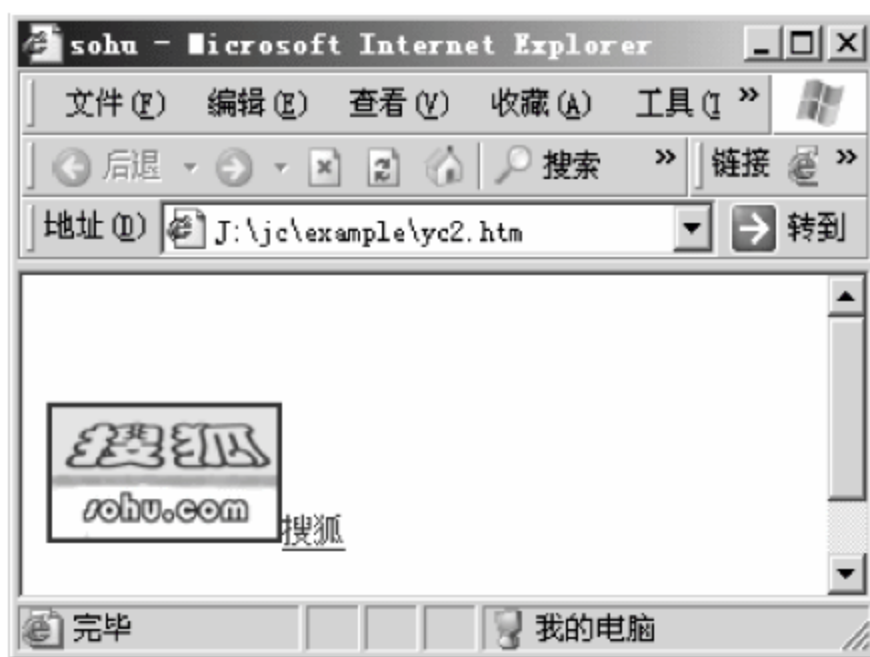 sohu - Microsoft Internet Explorer
文件(F) 编辑(E) 查看(V) 收藏(A) 工具(T »
后退 搜索 » 链接 »
地址(D) J:\jc\example\yc2.htm 转到
搜狐
sohu.com 搜狐
完毕 我的电脑